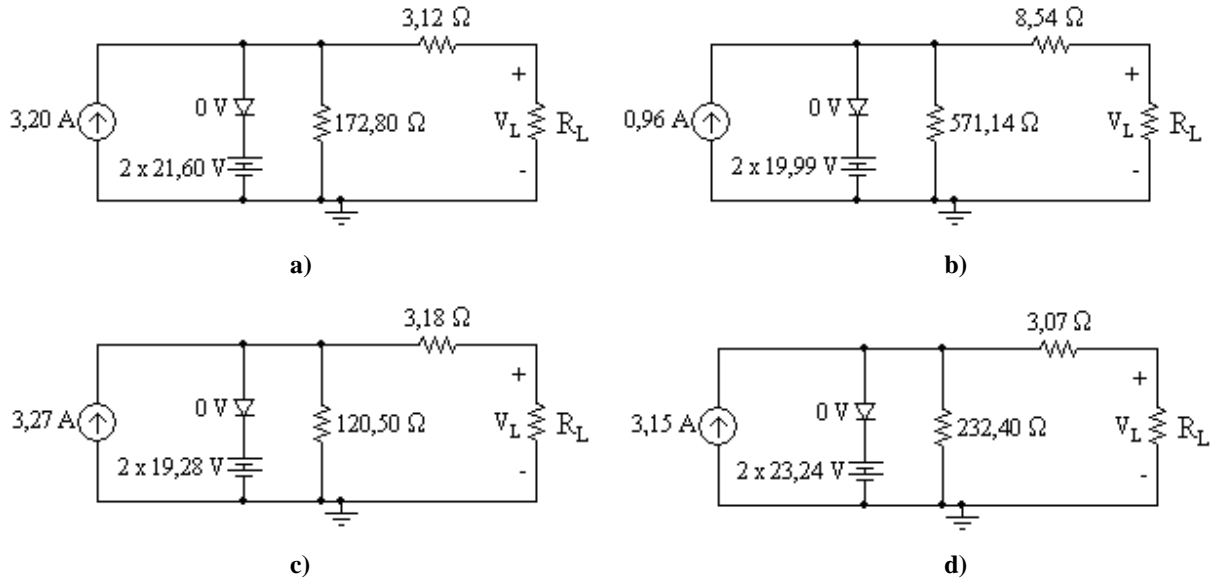 3,12 Ω
3,20 A
0 V
2 x 21,60 V
172,80 Ω
+
V_L
-
R_L
a)
8,54 Ω
0,96 A
0 V
2 x 19,99 V
571,14 Ω
+
V_L
-
R_L
b)
3,18 Ω
3,27 A
0 V
2 x 19,28 V
120,50 Ω
+
V_L
-
R_L
c)
3,07 Ω
3,15 A
0 V
2 x 23,24 V
232,40 Ω
+
V_L
-
R_L
d)